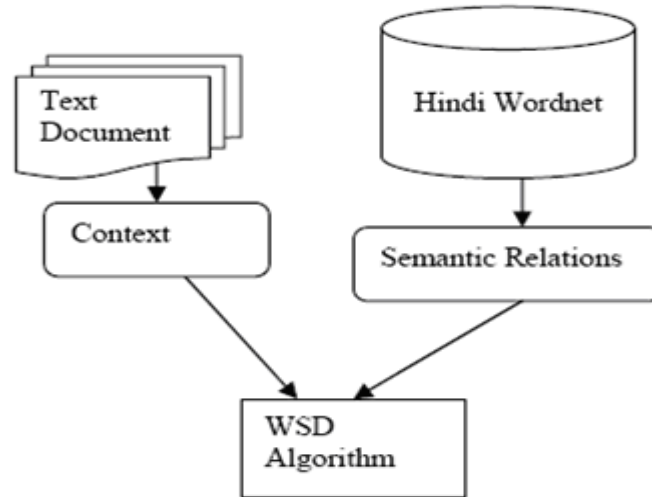 Text
Document
Hindi Wordnet
Context
Semantic Relations
WSD
Algorithm